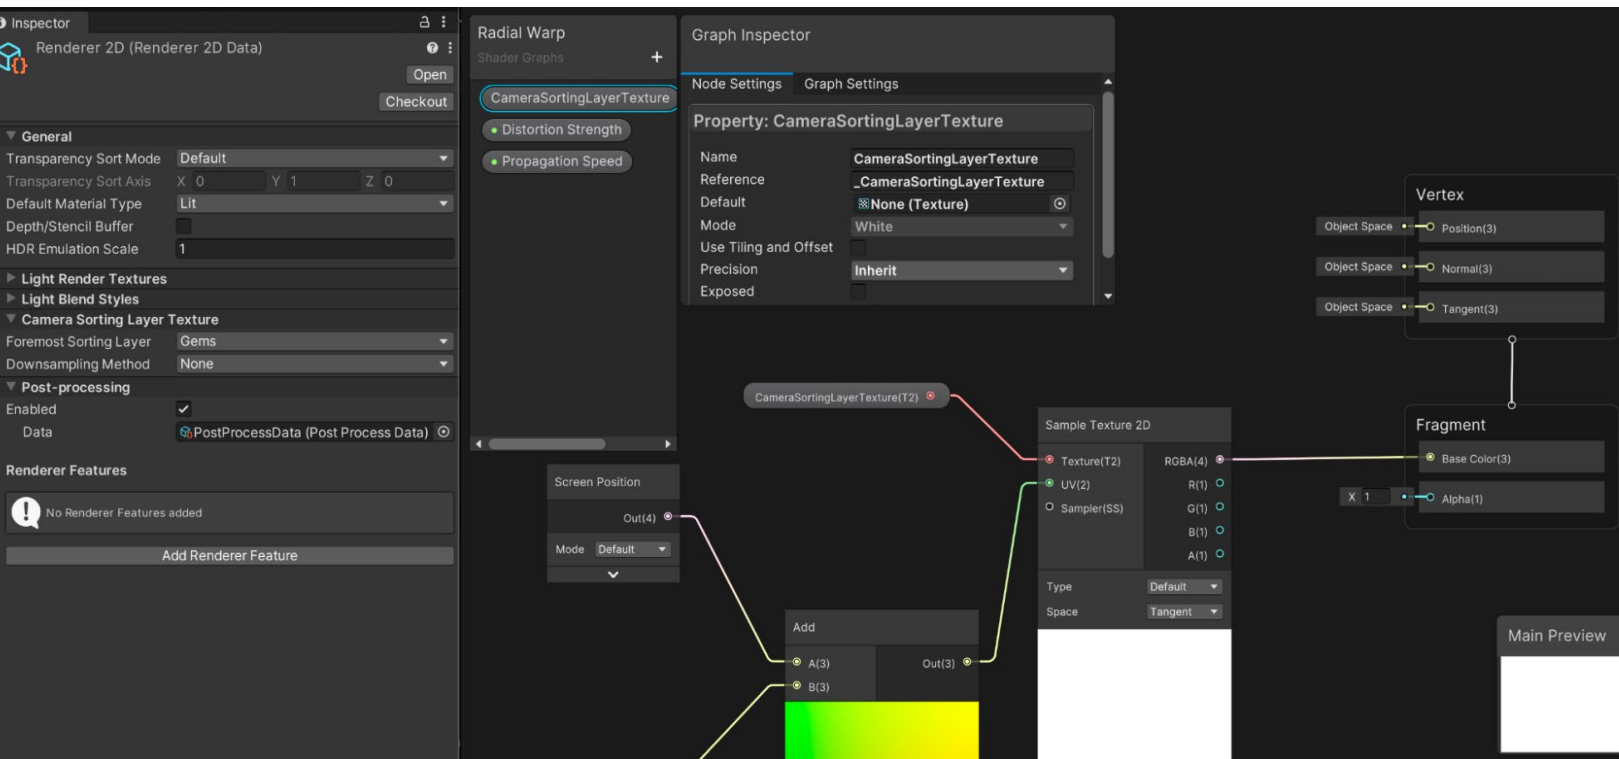 Inspector
Renderer 2D (Renderer 2D Data)
Open
Checkout
General
Transparency Sort Mode Default
Transparency Sort Axis X 0 Y 1 Z 0
Default Material Type Lit
Depth/Stencil Buffer
HDR Emulation Scale 1
Light Render Textures
Light Blend Styles
Camera Sorting Layer Texture
Foremost Sorting Layer Gems
Downsampling Method None
Post-processing
Enabled
Data PostProcessData (Post Process Data)
Renderer Features
No Renderer Features added
Add Renderer Feature
Radial Warp
Shader Graphs
CameraSortingLayerTexture
Distortion Strength
Propagation Speed
Graph Inspector
Node Settings Graph Settings
Property: CameraSortingLayerTexture
Name CameraSortingLayerTexture
Reference _CameraSortingLayerTexture
Default None (Texture)
Mode White
Use Tiling and Offset
Precision Inherit
Exposed
CameraSortingLayerTexture(T2)
Screen Position
Out(4)
Mode Default
Add
A(3) Out(3)
B(3)
Sample Texture 2D
Texture(T2) RGBA(4)
UV(2) R(1)
Sampler(SS) G(1)
B(1)
A(1)
Type Default
Space Tangent
Vertex
Object Space Position(3)
Object Space Normal(3)
Object Space Tangent(3)
Fragment
Base Color(3)
X 1 Alpha(1)
Main Preview